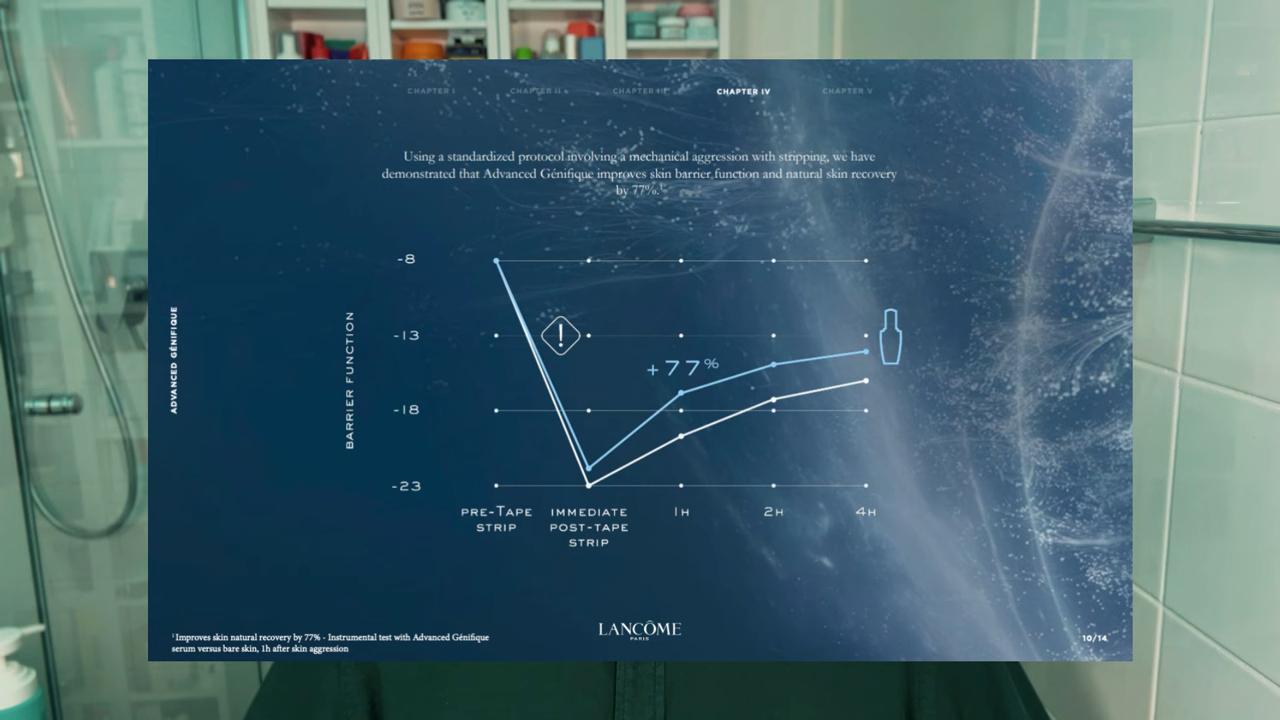 CHAPTER I
CHAPTER II
CHAPTER III
CHAPTER IV
CHAPTER V
Using a standardized protocol involving a mechanical aggression with stripping, we have
demonstrated that Advanced Génifique improves skin barrier function and natural skin recovery
by 77%.¹
ADVANCED GÉNIFIQUE
BARRIER FUNCTION
-8
-13
-18
-23
!
+77%
PRE-TAPE
STRIP
IMMEDIATE
POST-TAPE
STRIP
1H
2H
4H
¹Improves skin natural recovery by 77% - Instrumental test with Advanced Génifique
serum versus bare skin, 1h after skin aggression
LANCÔME
PARIS
10/14